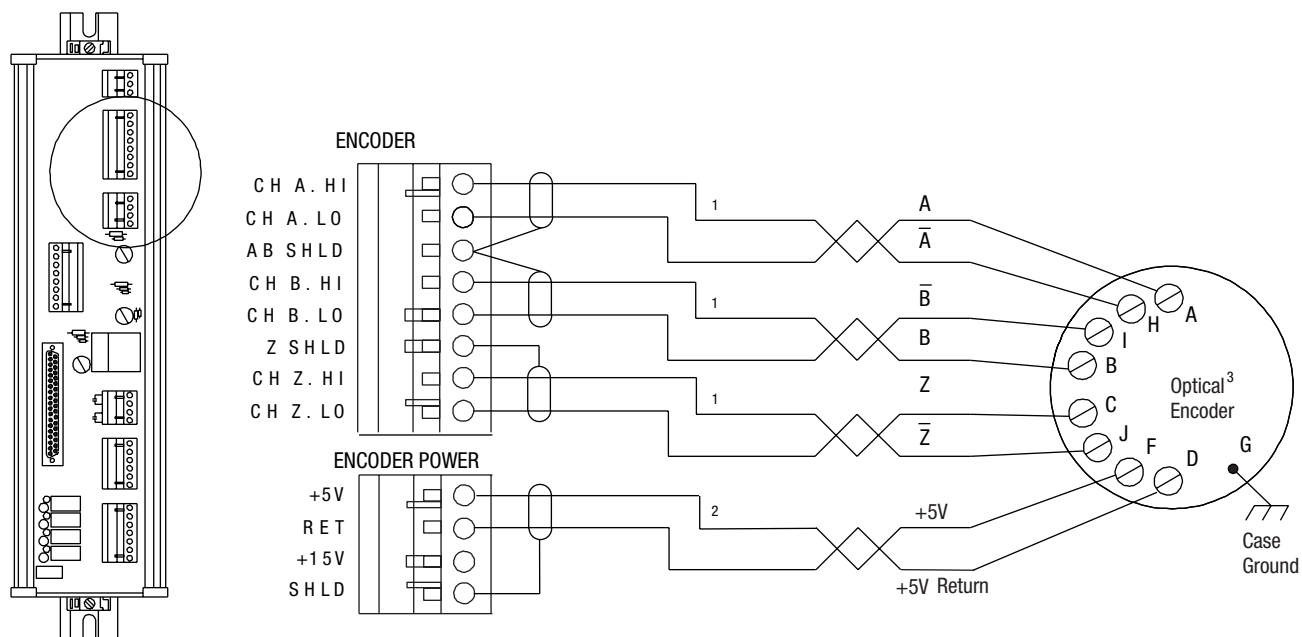 ENCODER
CH A. HI
CH A. LO
AB SHLD
CH B. HI
CH B. LO
Z SHLD
CH Z. HI
CH Z. LO
1
1
1
A
A̅
B̅
B
Z
Z̅
ENCODER POWER
+5V
RET
+15V
SHLD
2
+5V
+5V Return
A
H
I
B
C
J
F
D
G
Optical³
Encoder
Case
Ground